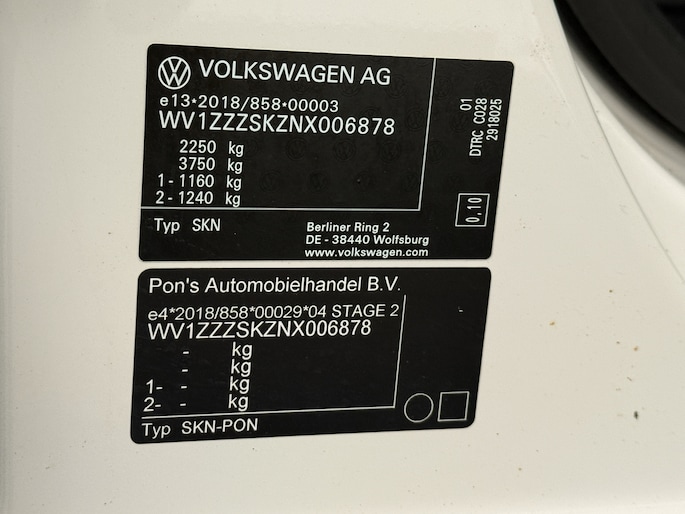 VOLKSWAGEN AG
e13*2018/858*00003
WV1ZZZSKZNX006878
2250 kg
3750 kg
1 - 1160 kg
2 - 1240 kg
Typ SKN
Berliner Ring 2
DE - 38440 Wolfsburg
www.volkswagen.com
01
DTRC C028
2918025
0,10
Pon's Automobielhandel B.V.
e4*2018/858*00029*04 STAGE 2
WV1ZZZSKZNX006878
- kg
- kg
1- - kg
2- - kg
-
Typ SKN-PON